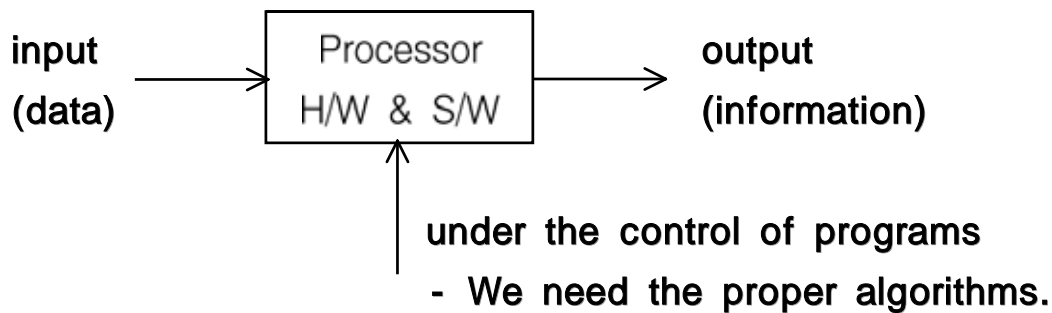 input
(data)
Processor
H/W & S/W
output
(information)
under the control of programs
- We need the proper algorithms.